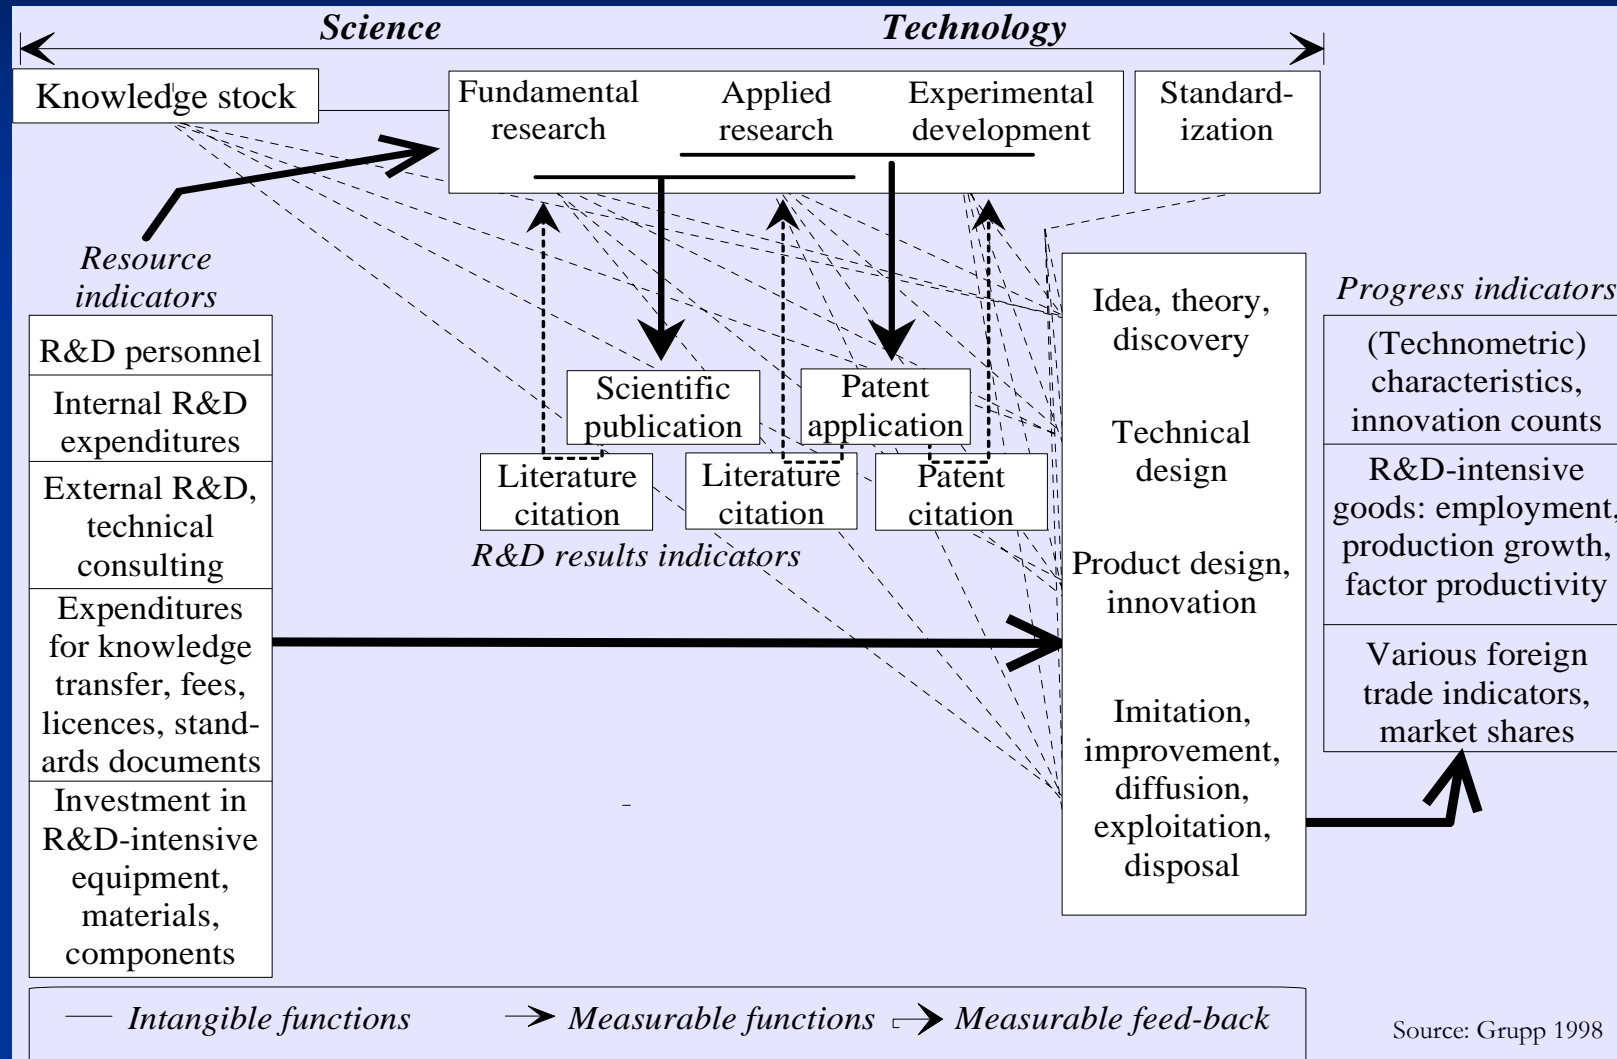 Science
Technology
Knowledge stock
Fundamental
research
Applied
research
Experimental
development
Standard-
ization
Resource
indicators
R&D personnel
Internal R&D
expenditures
External R&D,
technical
consulting
Expenditures
for knowledge
transfer, fees,
licences, stand-
ards documents
Investment in
R&D-intensive
equipment,
materials,
components
Scientific
publication
Patent
application
Literature
citation
Literature
citation
Patent
citation
R&D results indicators
Idea, theory,
discovery
Technical
design
Product design,
innovation
Imitation,
improvement,
diffusion,
exploitation,
disposal
Progress indicators
(Technometric)
characteristics,
innovation counts
R&D-intensive
goods: employment,
production growth,
factor productivity
Various foreign
trade indicators,
market shares
Intangible functions
Measurable functions
Measurable feed-back
Source: Grupp 1998